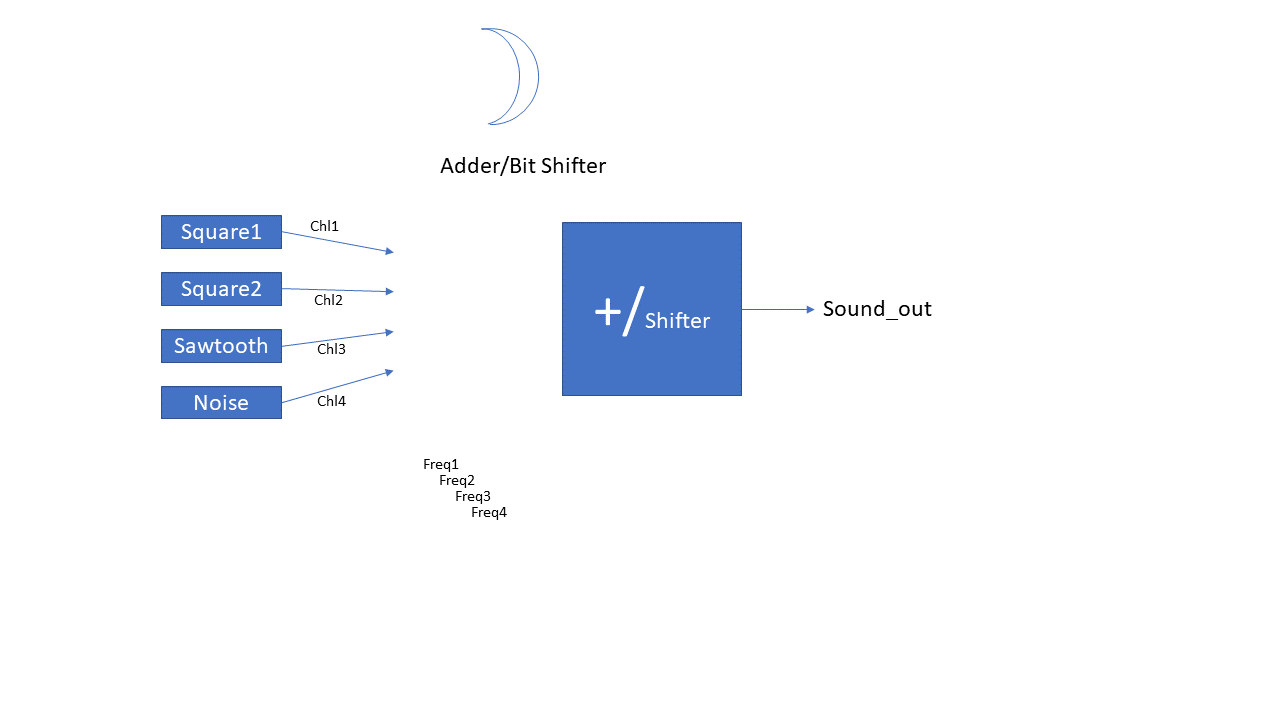 Adder/Bit Shifter
Square1
Chl1
Square2
Chl2
Sawtooth
Chl3
Noise
Chl4
+/Shifter
Sound_out
Freq1
Freq2
Freq3
Freq4